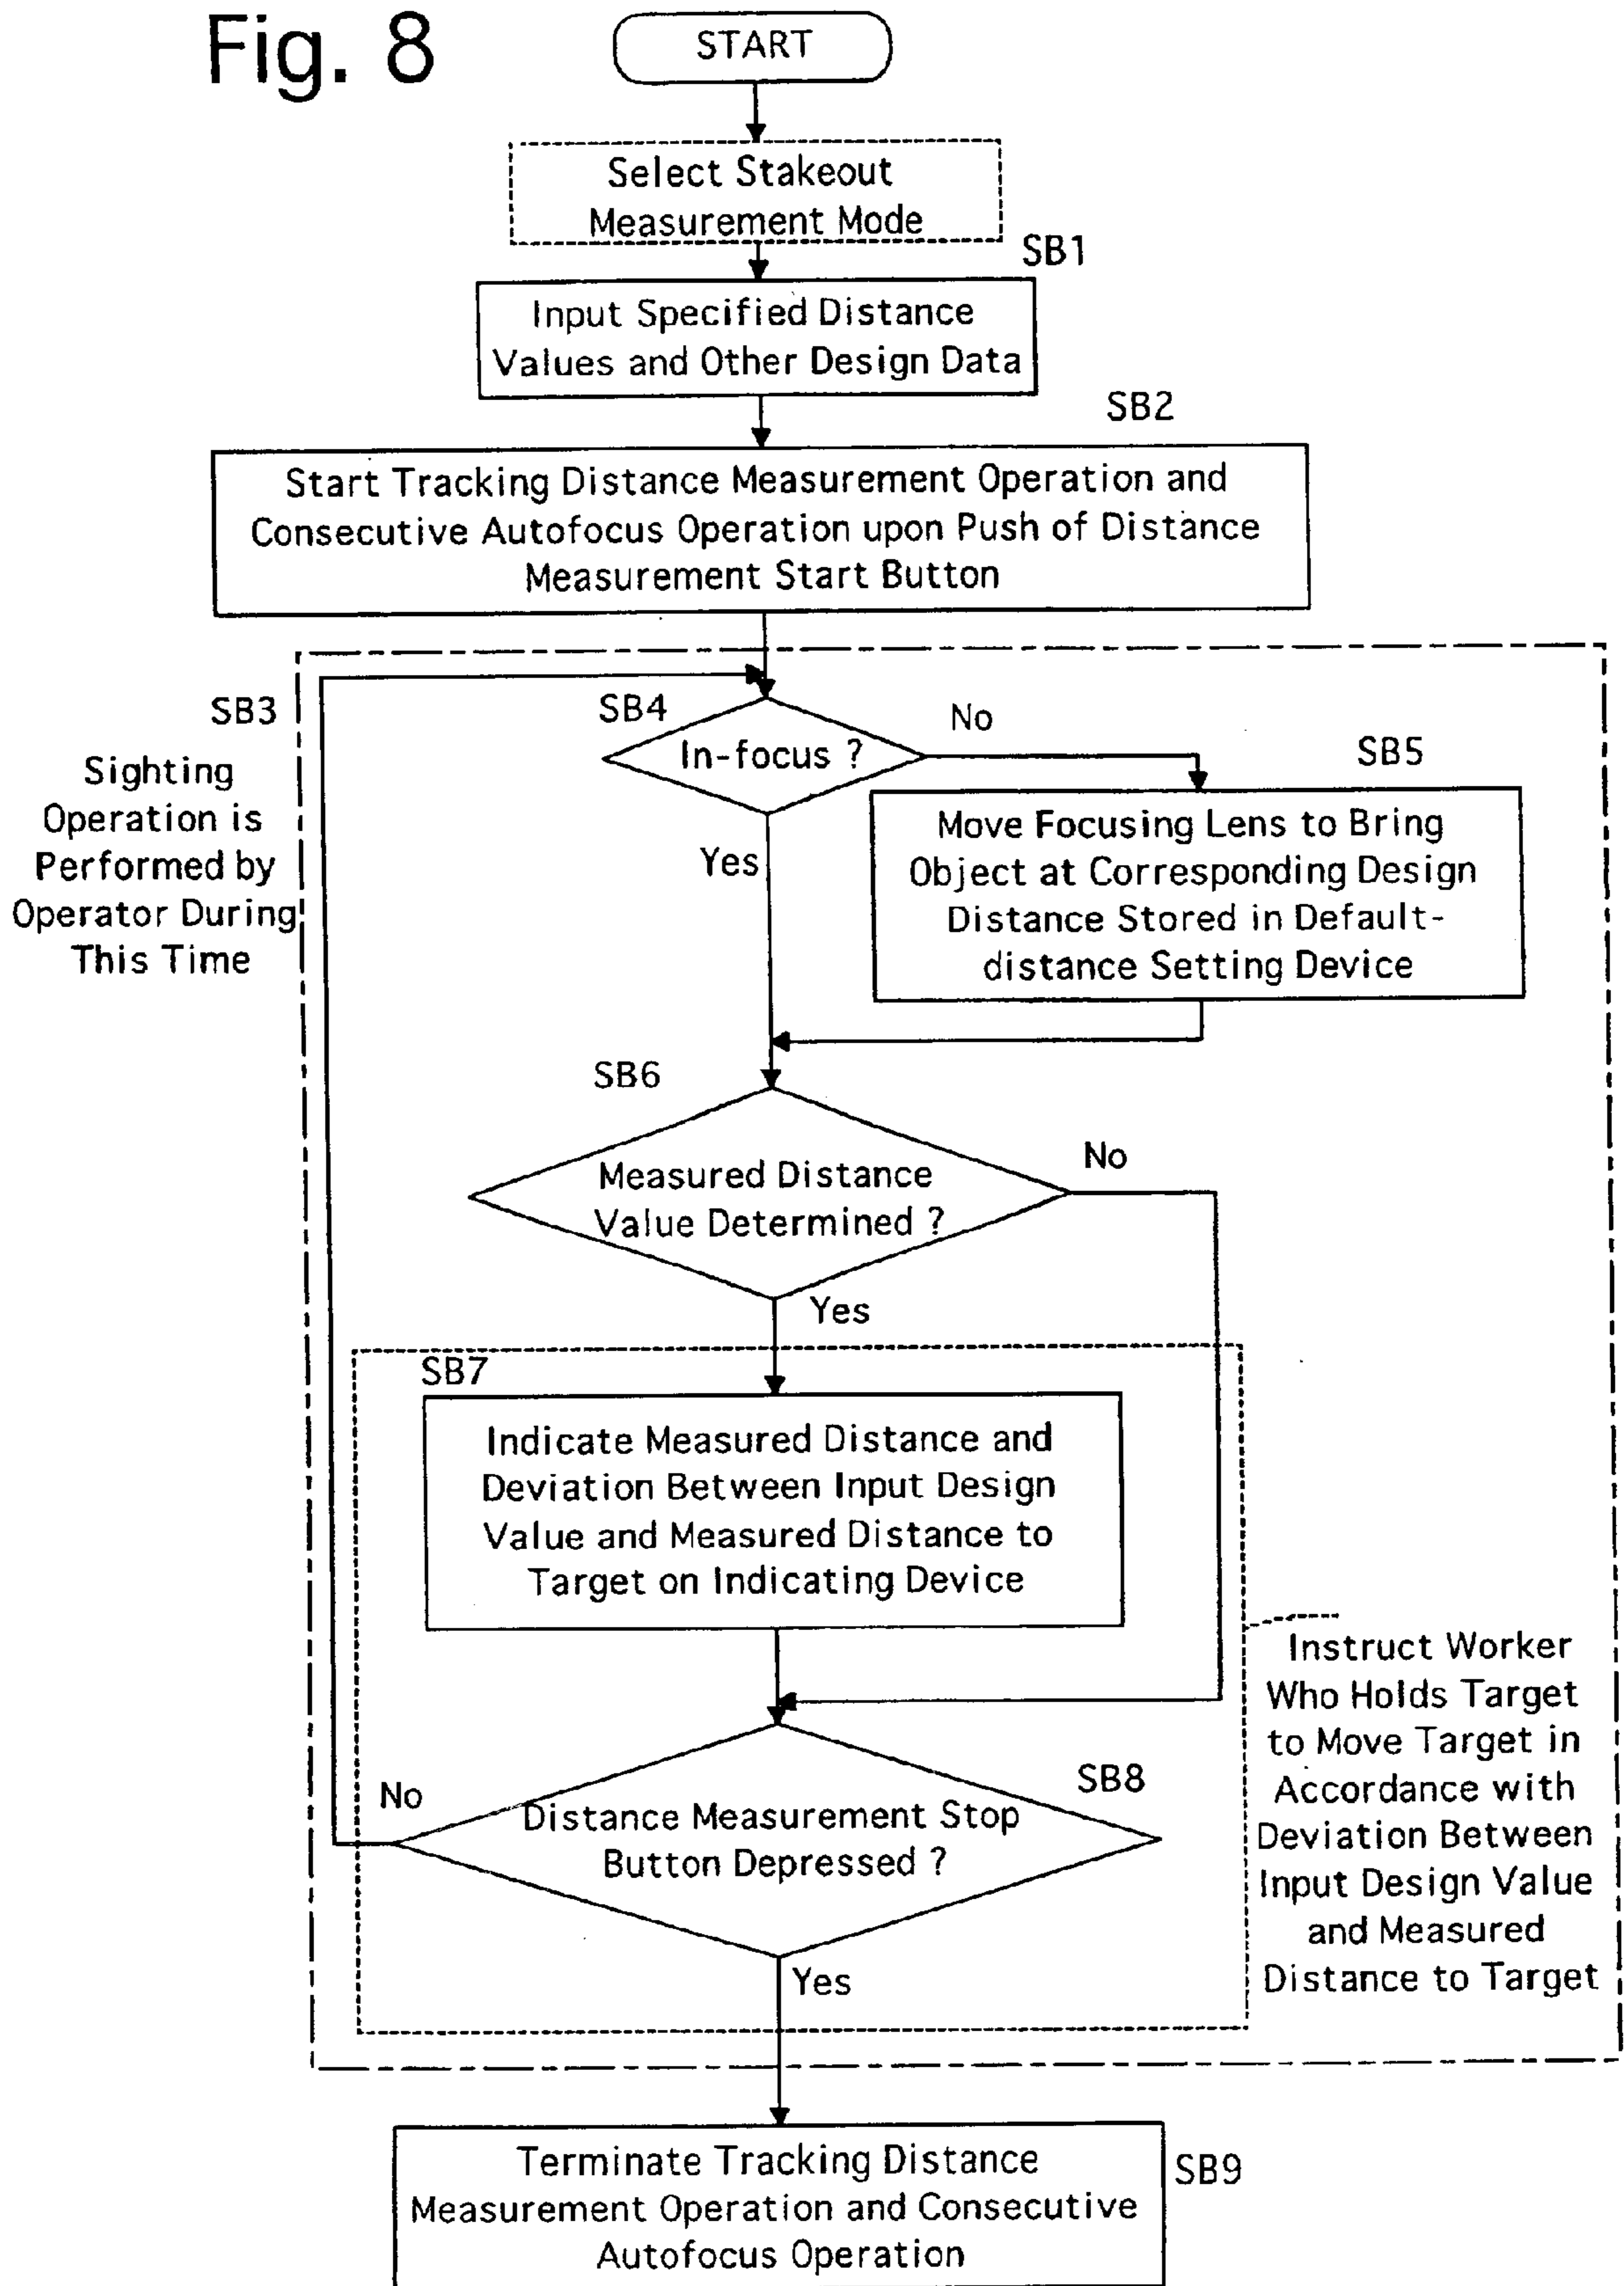 Fig. 8
START
Select Stakeout
Measurement Mode
SB1
Input Specified Distance
Values and Other Design Data
SB2
Start Tracking Distance Measurement Operation and
Consecutive Autofocus Operation upon Push of Distance
Measurement Start Button
SB3
Sighting
Operation is
Performed by
Operator During
This Time
SB4
In-focus ?
No
Yes
SB5
Move Focusing Lens to Bring
Object at Corresponding Design
Distance Stored in Default-
distance Setting Device
SB6
Measured Distance
Value Determined ?
No
Yes
SB7
Indicate Measured Distance and
Deviation Between Input Design
Value and Measured Distance to
Target on Indicating Device
Instruct Worker
Who Holds Target
to Move Target in
Accordance with
Deviation Between
Input Design Value
and Measured
Distance to Target
SB8
Distance Measurement Stop
Button Depressed ?
No
Yes
Terminate Tracking Distance
Measurement Operation and Consecutive
Autofocus Operation
SB9